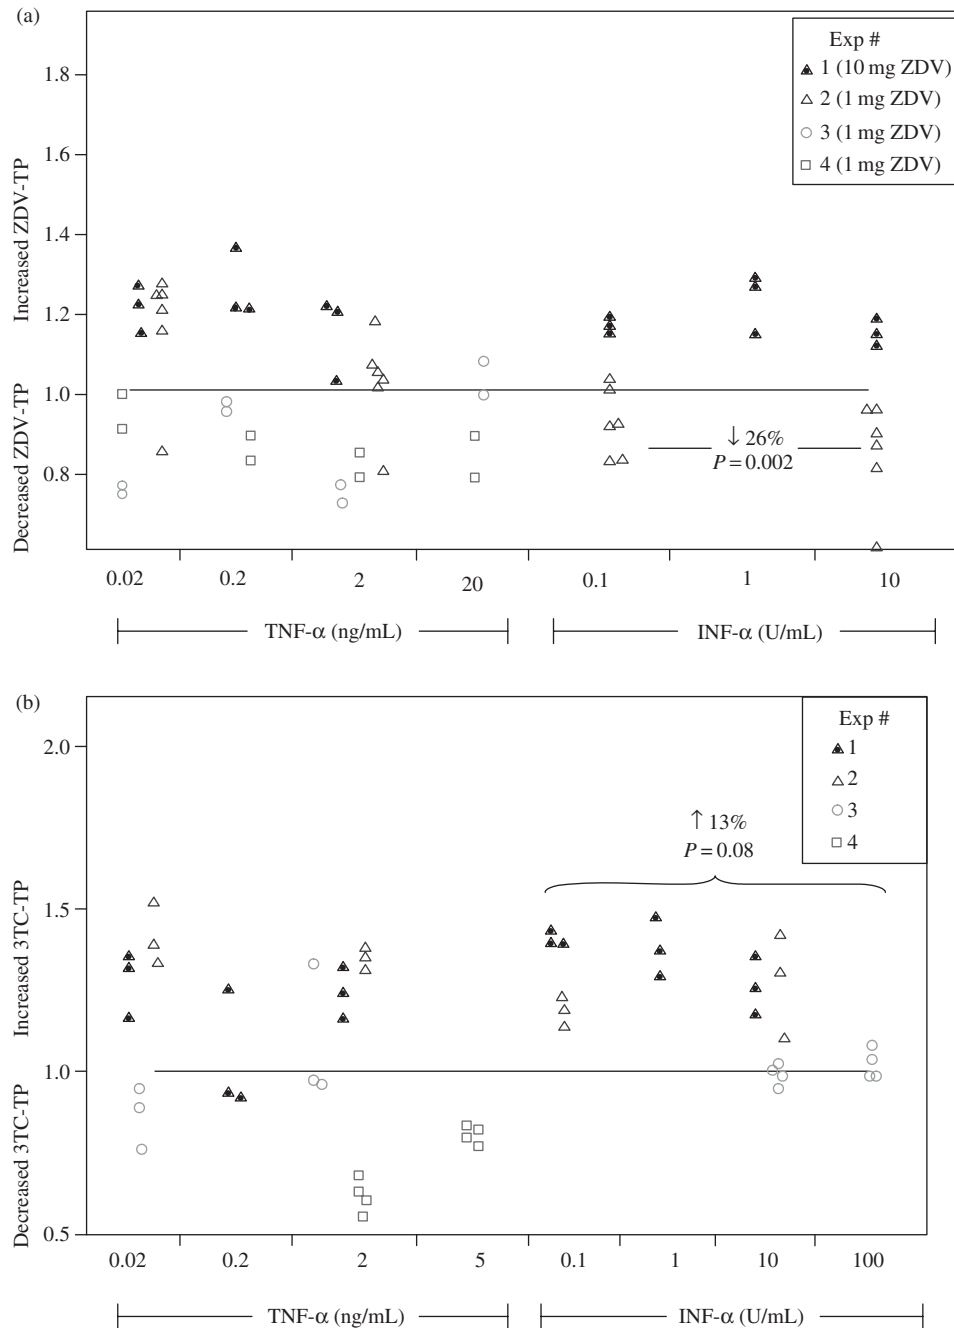 (a)
Exp #
1 (10 mg ZDV)
2 (1 mg ZDV)
3 (1 mg ZDV)
4 (1 mg ZDV)
Increased ZDV-TP
Decreased ZDV-TP
1.8
1.6
1.4
1.2
1.0
0.8
↓ 26%
P = 0.002
0.02 0.2 2 20 0.1 1 10
TNF-α (ng/mL) INF-α (U/mL)
(b)
Exp #
1
2
3
4
Increased 3TC-TP
Decreased 3TC-TP
2.0
1.5
1.0
0.5
↑ 13%
P = 0.08
0.02 0.2 2 5 0.1 1 10 100
TNF-α (ng/mL) INF-α (U/mL)